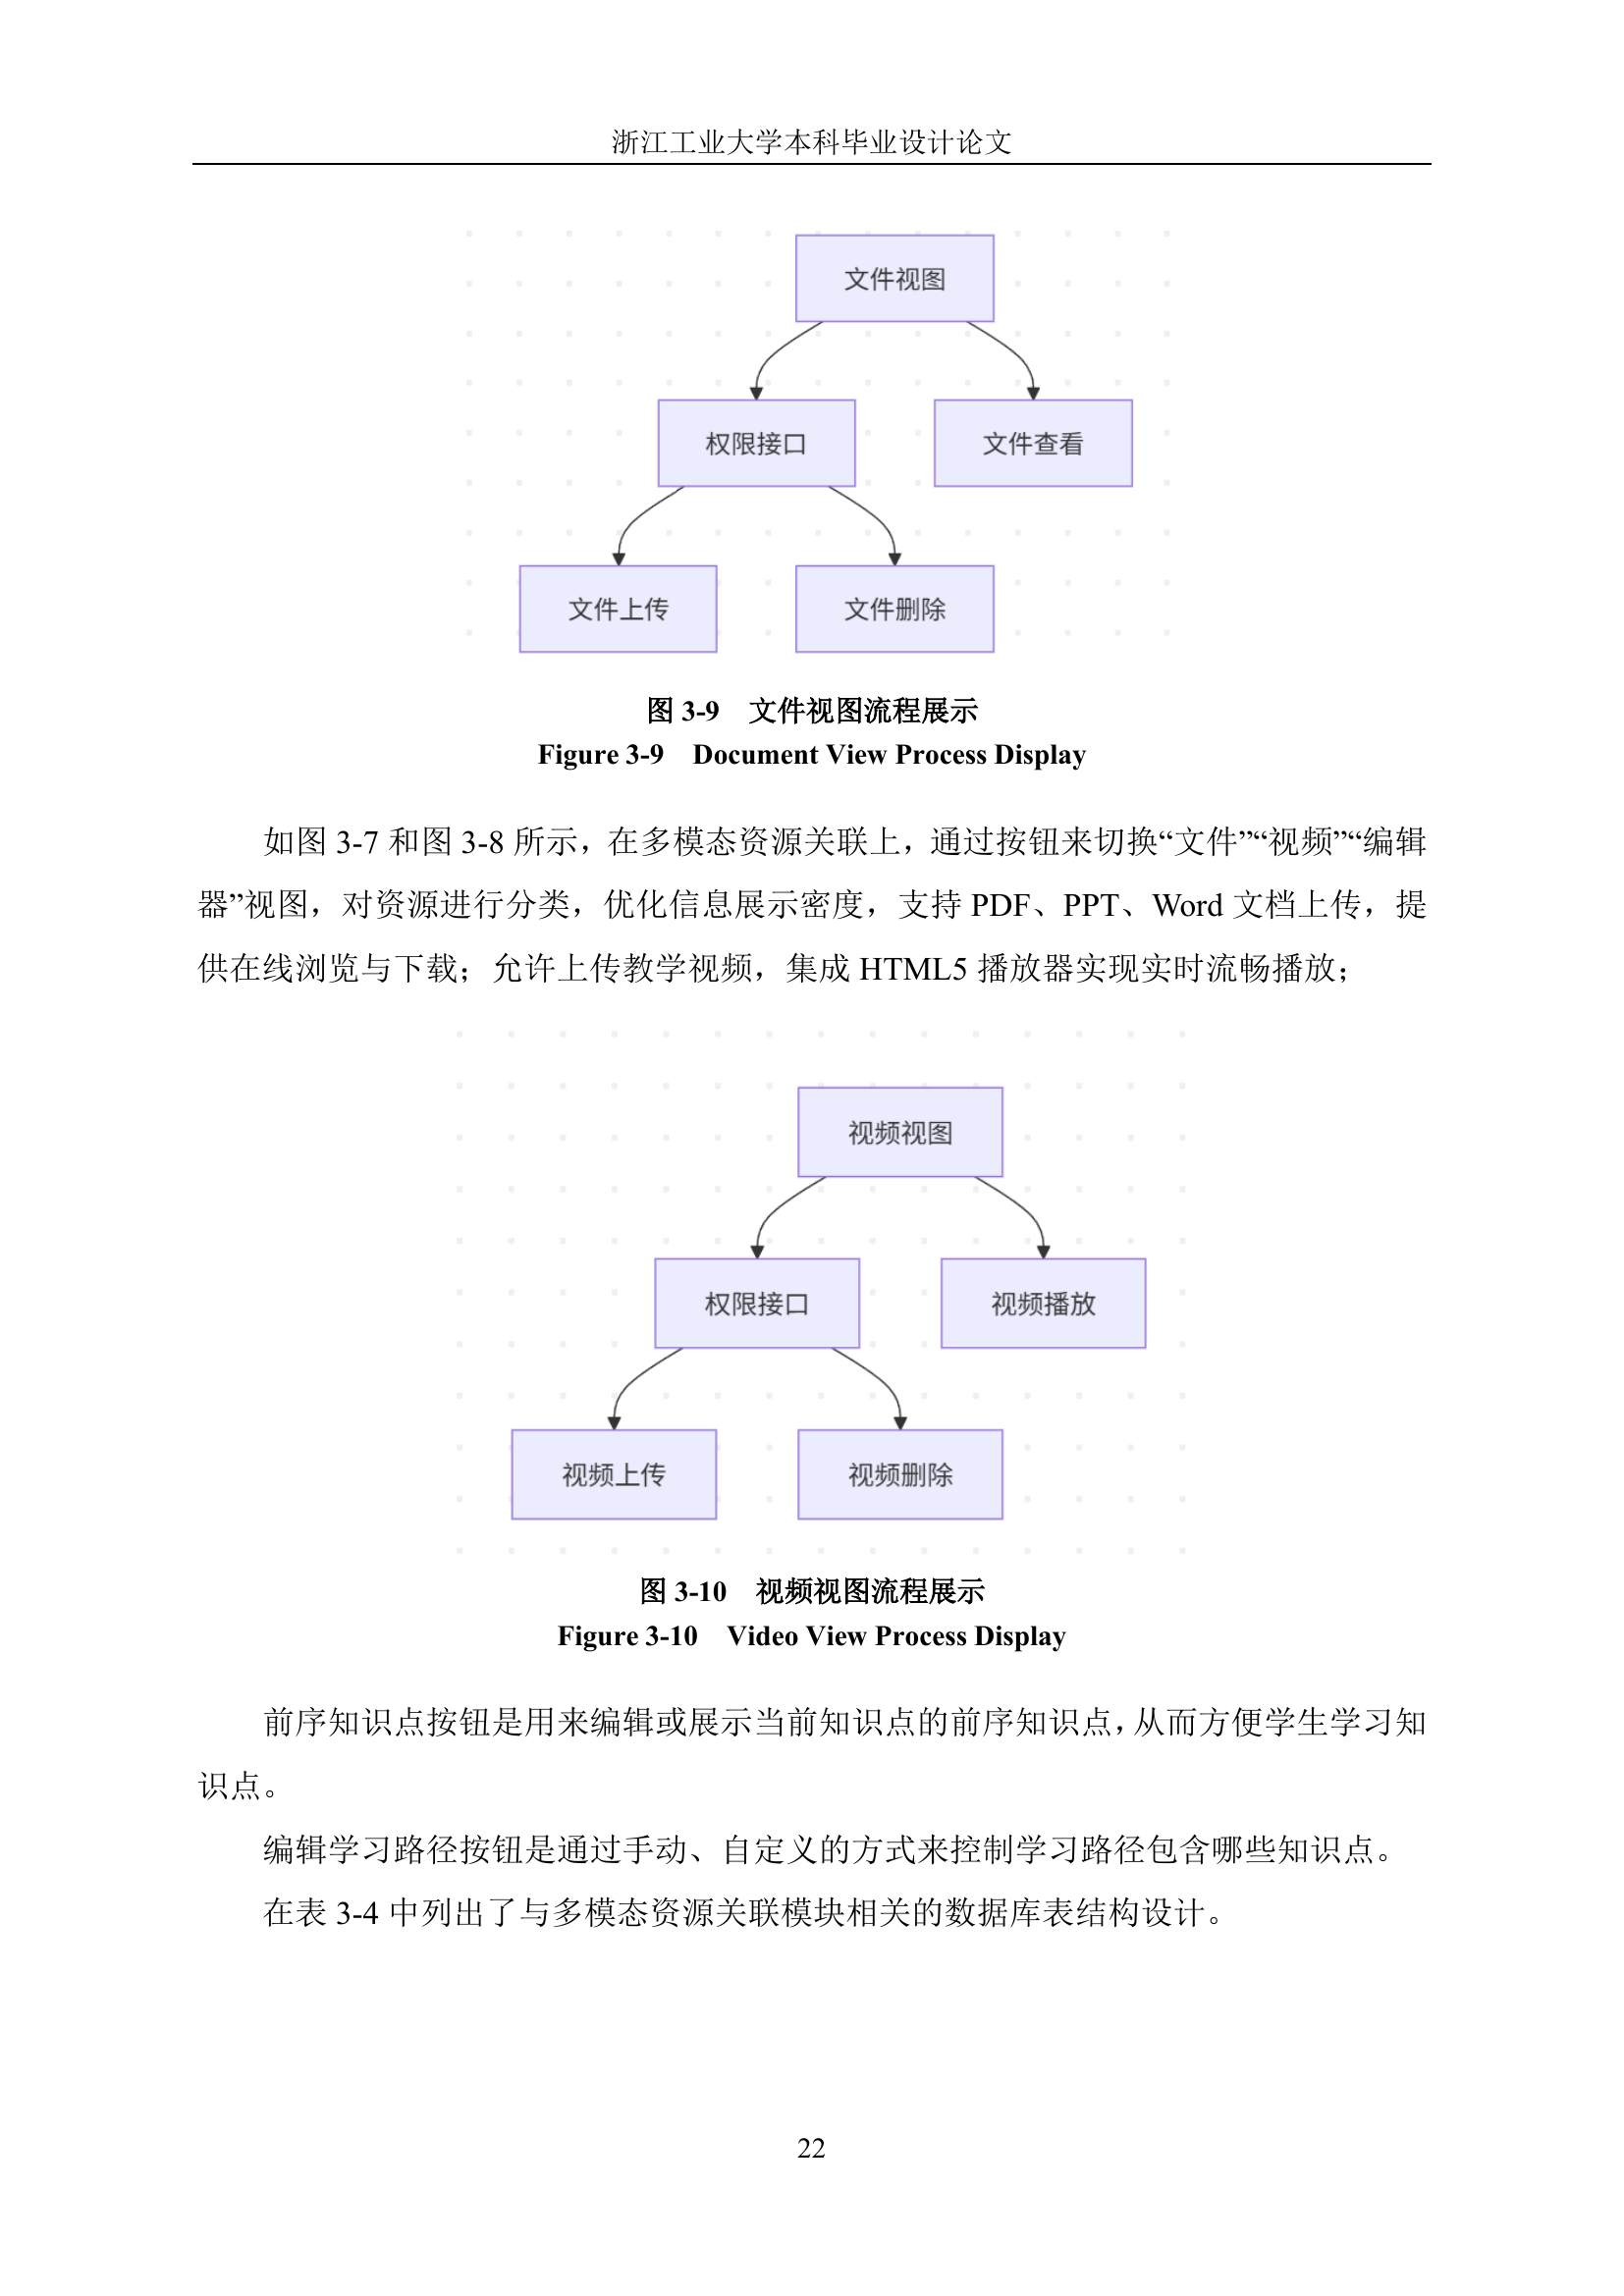 浙江工业大学本科毕业设计论文
文件视图
权限接口
文件查看
文件上传
文件删除
图 3-9 文件视图流程展示
Figure 3-9 Document View Process Display
如图 3-7 和图 3-8 所示，在多模态资源关联上，通过按钮来切换“文件”“视频”“编辑
器”视图，对资源进行分类，优化信息展示密度，支持 PDF、PPT、Word 文档上传，提
供在线浏览与下载；允许上传教学视频，集成 HTML5 播放器实现实时流畅播放；
视频视图
权限接口
视频播放
视频上传
视频删除
图 3-10 视频视图流程展示
Figure 3-10 Video View Process Display
前序知识点按钮是用来编辑或展示当前知识点的前序知识点，从而方便学生学习知
识点。
编辑学习路径按钮是通过手动、自定义的方式来控制学习路径包含哪些知识点。
在表 3-4 中列出了与多模态资源关联模块相关的数据库表结构设计。
22